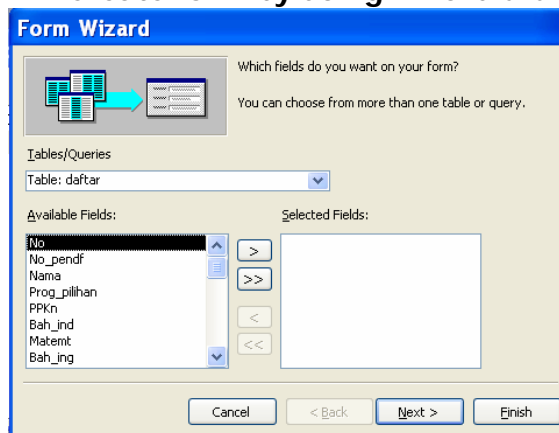 Form Wizard
Which fields do you want on your form?
You can choose from more than one table or query.
Tables/Queries
Table: daftar
Available Fields:
Selected Fields:
No
No_pendf
Nama
Prog_pilihan
PPKn
Bah_ind
Matemt
Bah_ing
>
>>
<
<<
Cancel
< Back
Next >
Finish